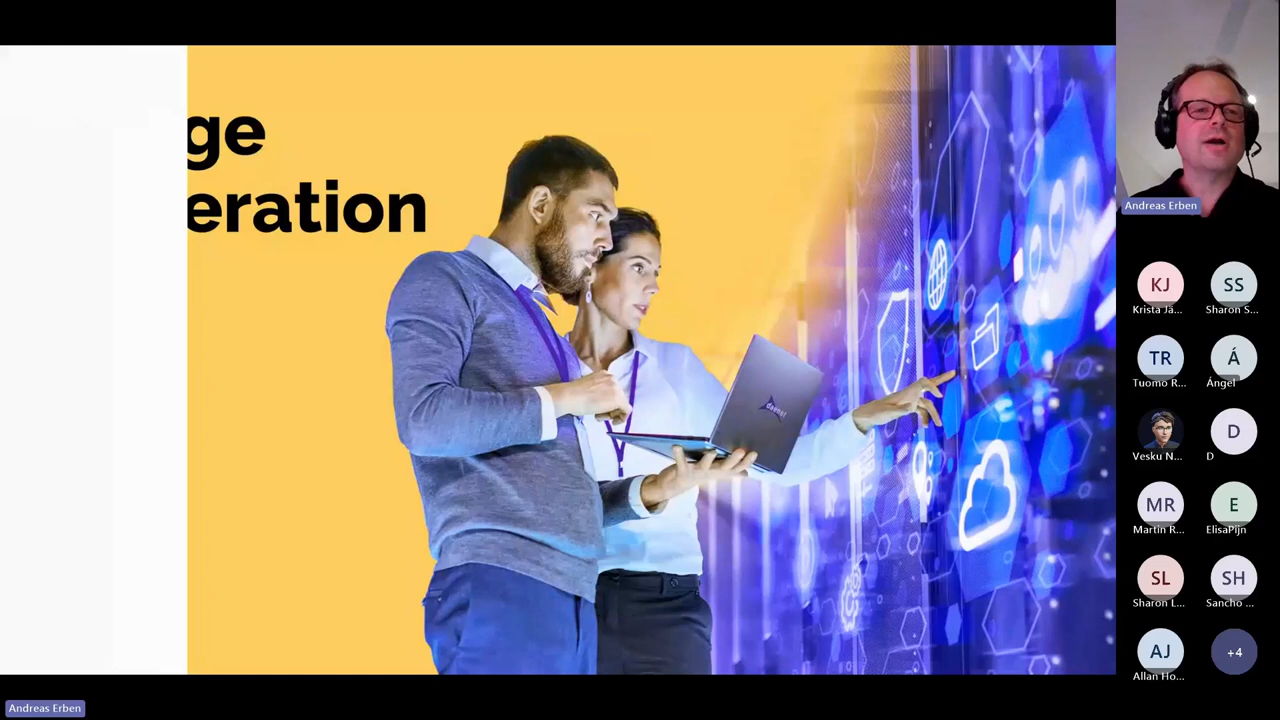 ge
eration
daenet
Andreas Erben
KJ
SS
Krista Jä...
Sharon S...
TR
Á
Tuomo R...
Ángel
D
Vesku N...
D
MR
E
Martin R...
ElisaPijn
SL
SH
Sharon L...
Sancho ...
AJ
+4
Allan Ho...
Andreas Erben